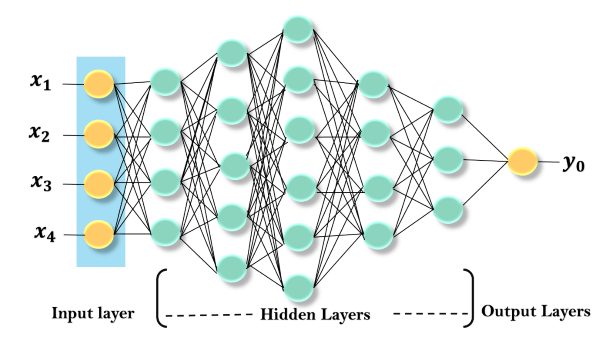 x₁
x₂
x₃
x₄
y₀
Input layer
Hidden Layers
Output Layers